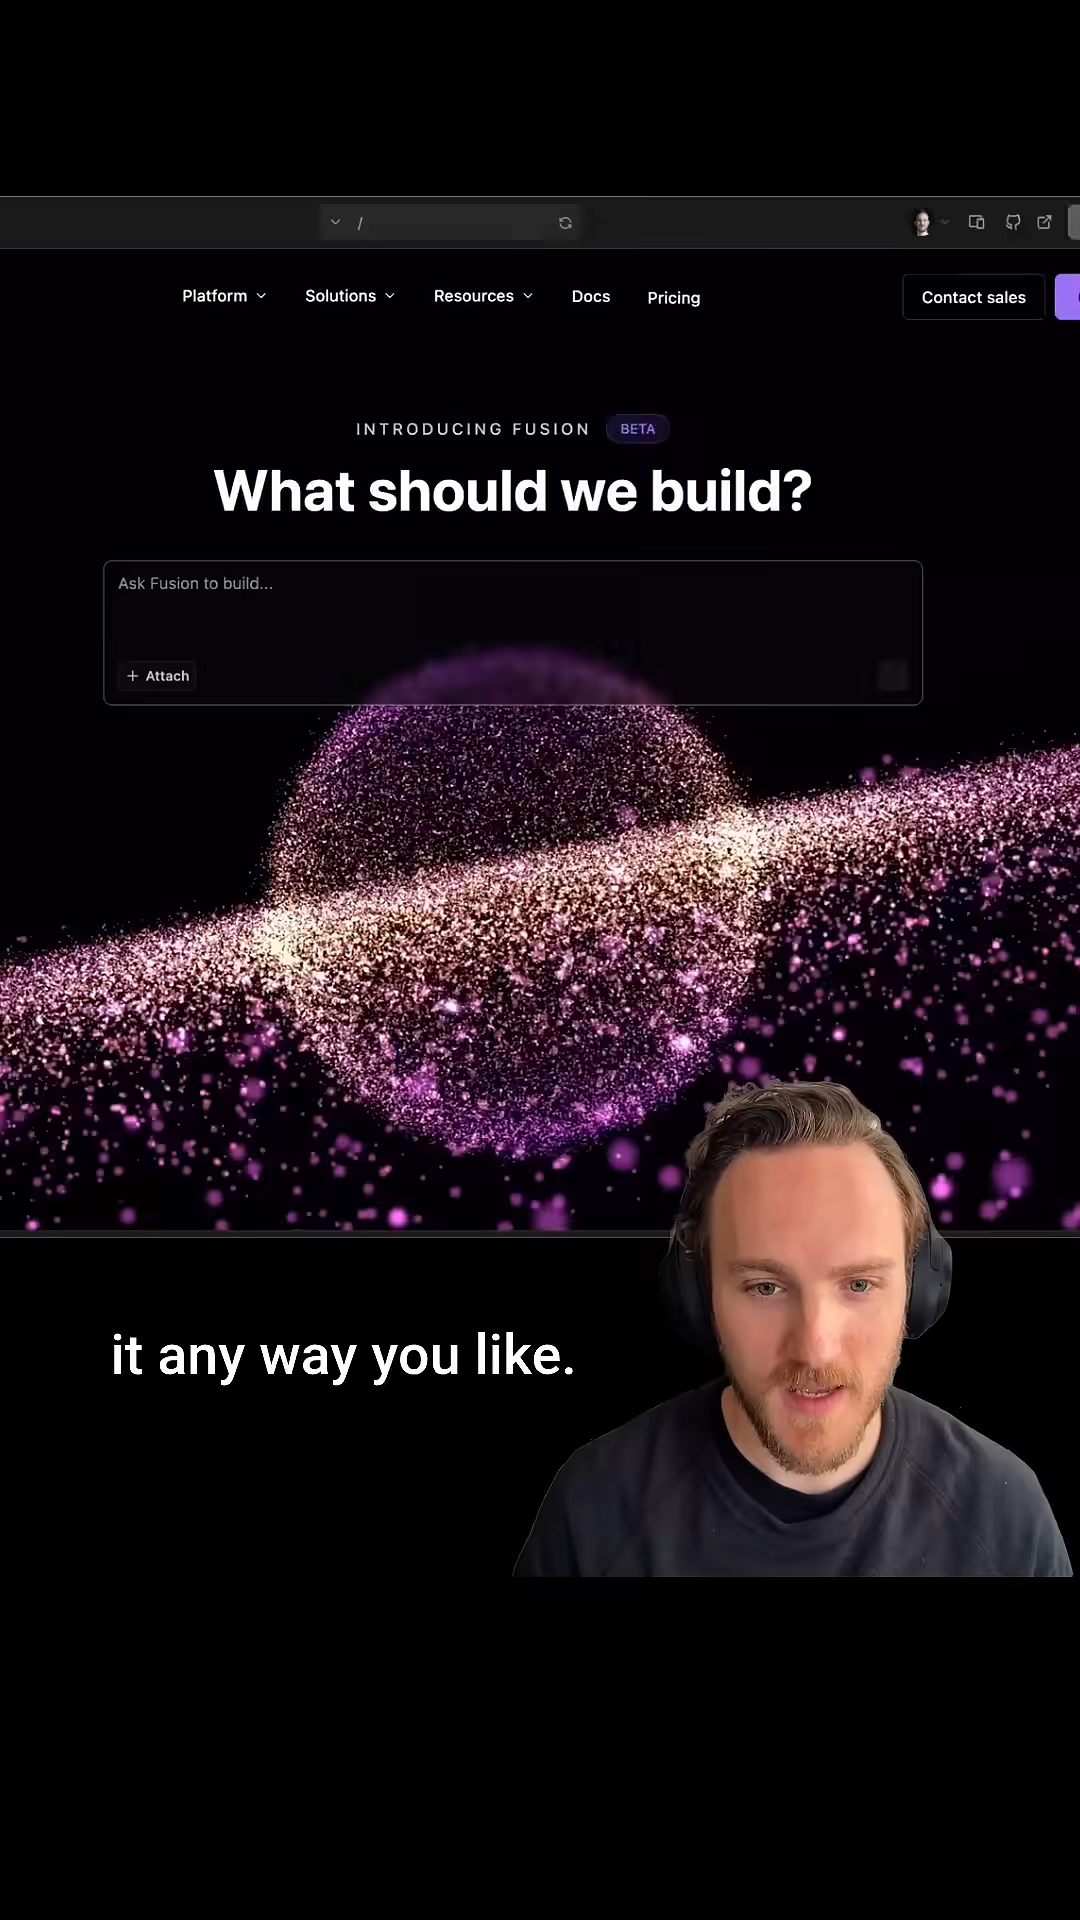 /
Platform
Solutions
Resources
Docs
Pricing
Contact sales
INTRODUCING FUSION
BETA
What should we build?
Ask Fusion to build...
+ Attach
it any way you like.